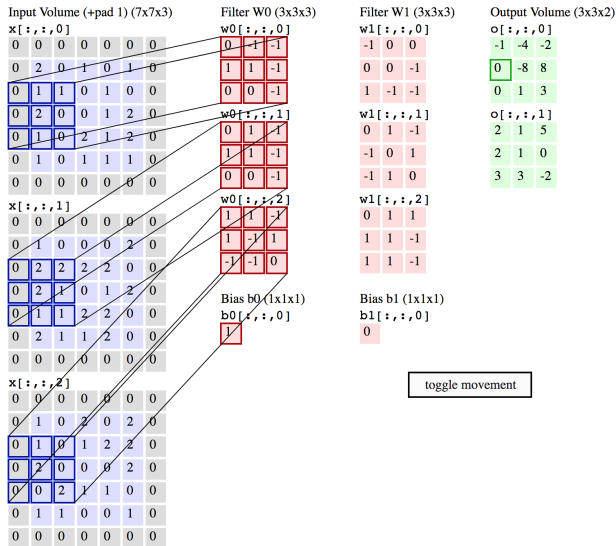 Input Volume (+pad 1) (7x7x3)
x[:,:,0]
0 0 0 0 0 0 0
0 2 0 1 0 1 0
0 1 1 0 1 0 0
0 2 0 0 1 2 0
0 1 0 2 1 2 0
0 1 0 1 1 1 0
0 0 0 0 0 0 0
x[:,:,1]
0 0 0 0 0 0 0
0 1 0 0 0 2 0
0 2 2 2 2 0 0
0 2 1 0 1 2 0
0 1 1 2 2 0 0
0 2 1 1 2 0 0
0 0 0 0 0 0 0
x[:,:,2]
0 0 0 0 0 0 0
0 1 0 2 0 2 0
0 1 0 1 2 2 0
0 2 0 0 0 2 0
0 0 2 1 1 0 0
0 1 1 0 0 1 0
0 0 0 0 0 0 0
Filter W0 (3x3x3)
w0[:,:,0]
0 -1 -1
1 1 -1
0 0 -1
w0[:,:,1]
0 1 -1
1 1 -1
0 0 -1
w0[:,:,2]
1 1 -1
1 -1 1
-1 -1 0
Bias b0 (1x1x1)
b0[:,:,0]
1
Filter W1 (3x3x3)
w1[:,:,0]
-1 0 0
0 0 -1
1 -1 -1
w1[:,:,1]
0 1 -1
-1 0 -1
-1 1 0
w1[:,:,2]
0 1 1
1 1 -1
1 1 -1
Bias b1 (1x1x1)
b1[:,:,0]
0
Output Volume (3x3x2)
o[:,:,0]
-1 -4 -2
0 -8 8
0 1 3
o[:,:,1]
2 1 5
2 1 0
3 3 -2
toggle movement